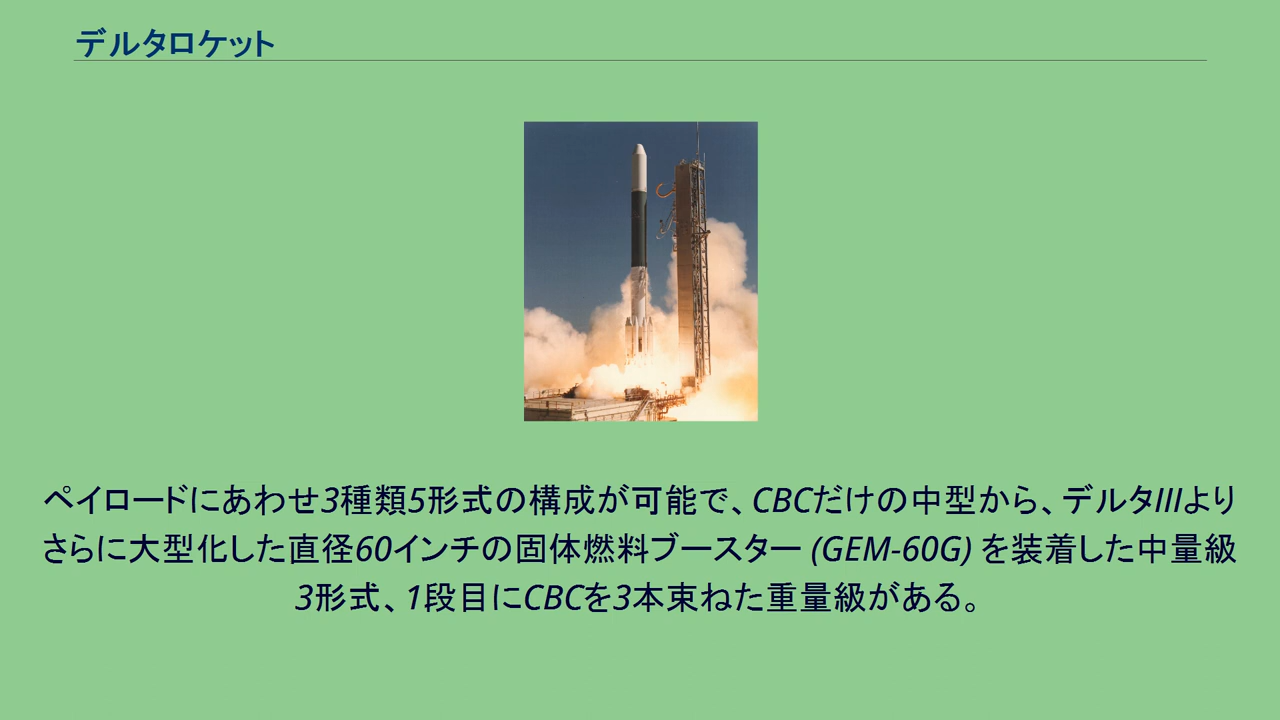 デルタロケット
ペイロードにあわせ3種類5形式の構成が可能で、CBCだけの中型から、デルタIIIより
さらに大型化した直径60インチの固体燃料ブースター (GEM-60G) を装着した中量級
3形式、1段目にCBCを3本束ねた重量級がある。